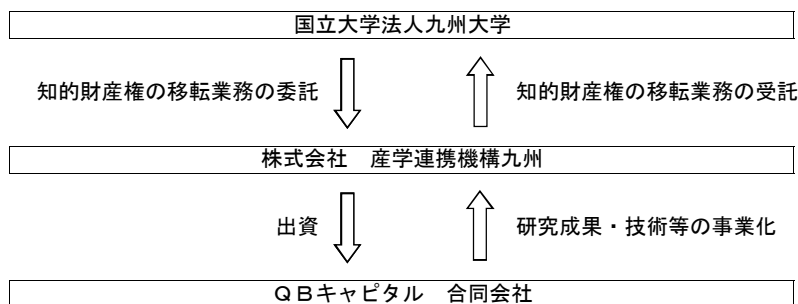 国立大学法人九州大学
知的財産権の移転業務の委託
知的財産権の移転業務の受託
株式会社　産学連携機構九州
出資
研究成果・技術等の事業化
ＱＢキャピタル　合同会社